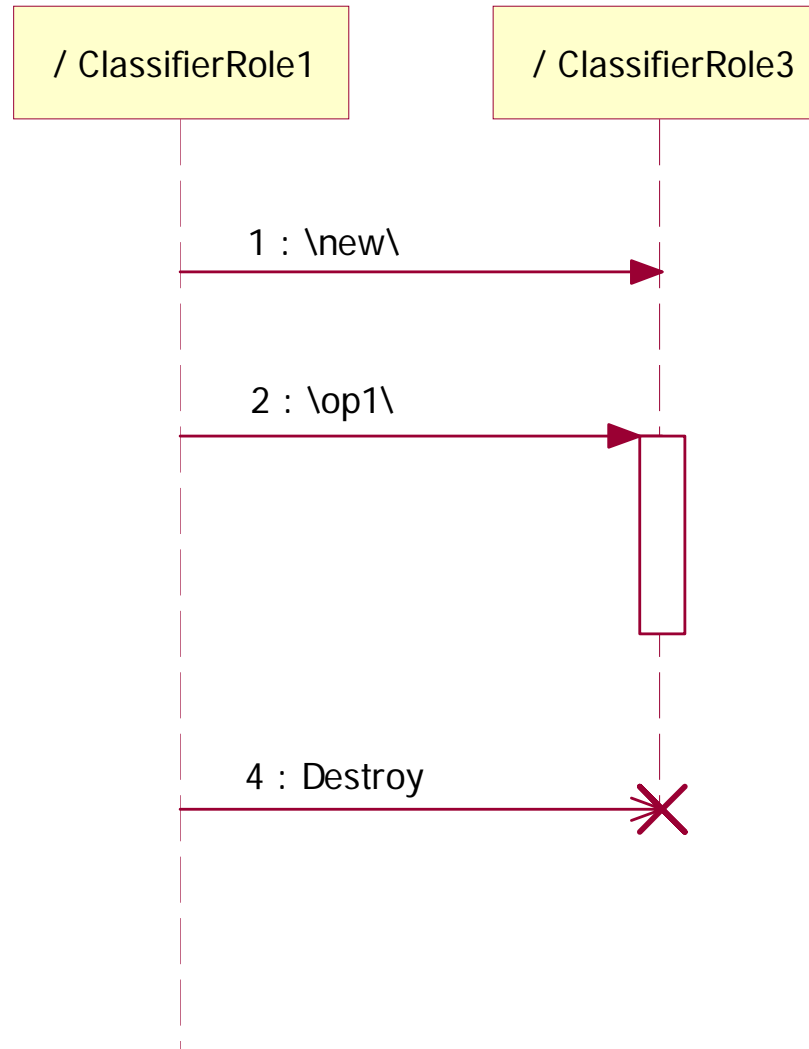 / ClassifierRole1
/ ClassifierRole3
1 : \new\
2 : \op1\
4 : Destroy